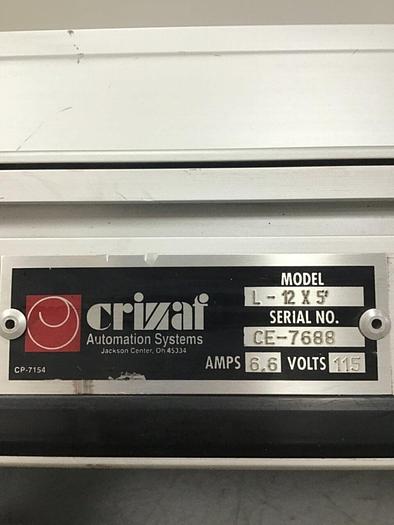 crizaf
Automation Systems
Jackson Center, Oh 45334
CP-7154
MODEL
L - 12 X 5'
SERIAL NO.
CE-7688
AMPS 6.6 VOLTS 115